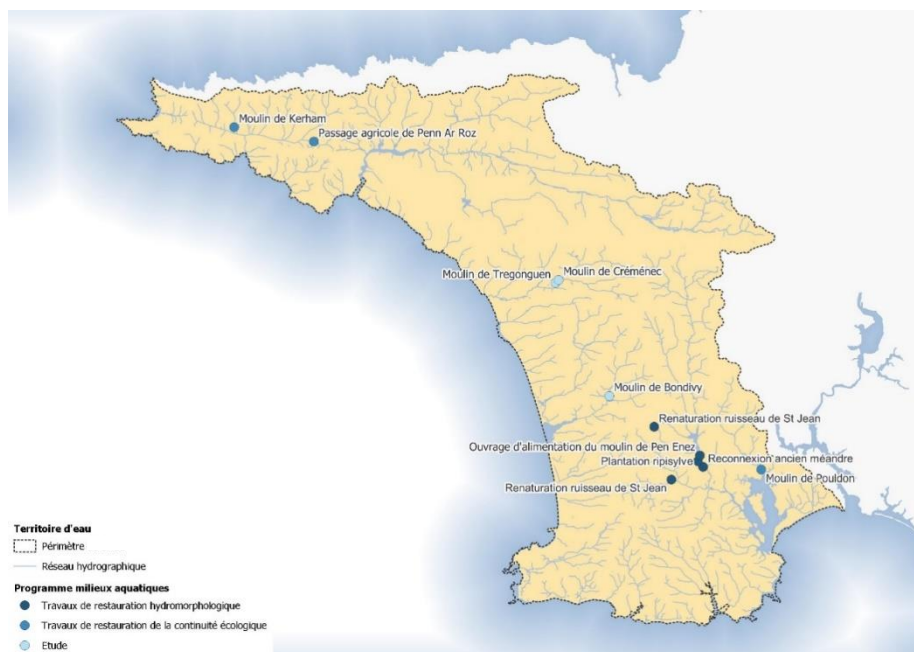 Moulin de Kerham
Passage agricole de Penn Ar Roz
Moulin de Tregonguen
Moulin de Créménec
Moulin de Bondivy
Renaturation ruisseau de St Jean
Ouvrage d'alimentation du moulin de Pen Enez
Plantation ripisylve
Reconnexion ancien méandre
Moulin de Pouldon
Renaturation ruisseau de St Jean
Territoire d'eau
Périmètre
Réseau hydrographique
Programme milieux aquatiques
Travaux de restauration hydromorphologique
Travaux de restauration de la continuité écologique
Etude